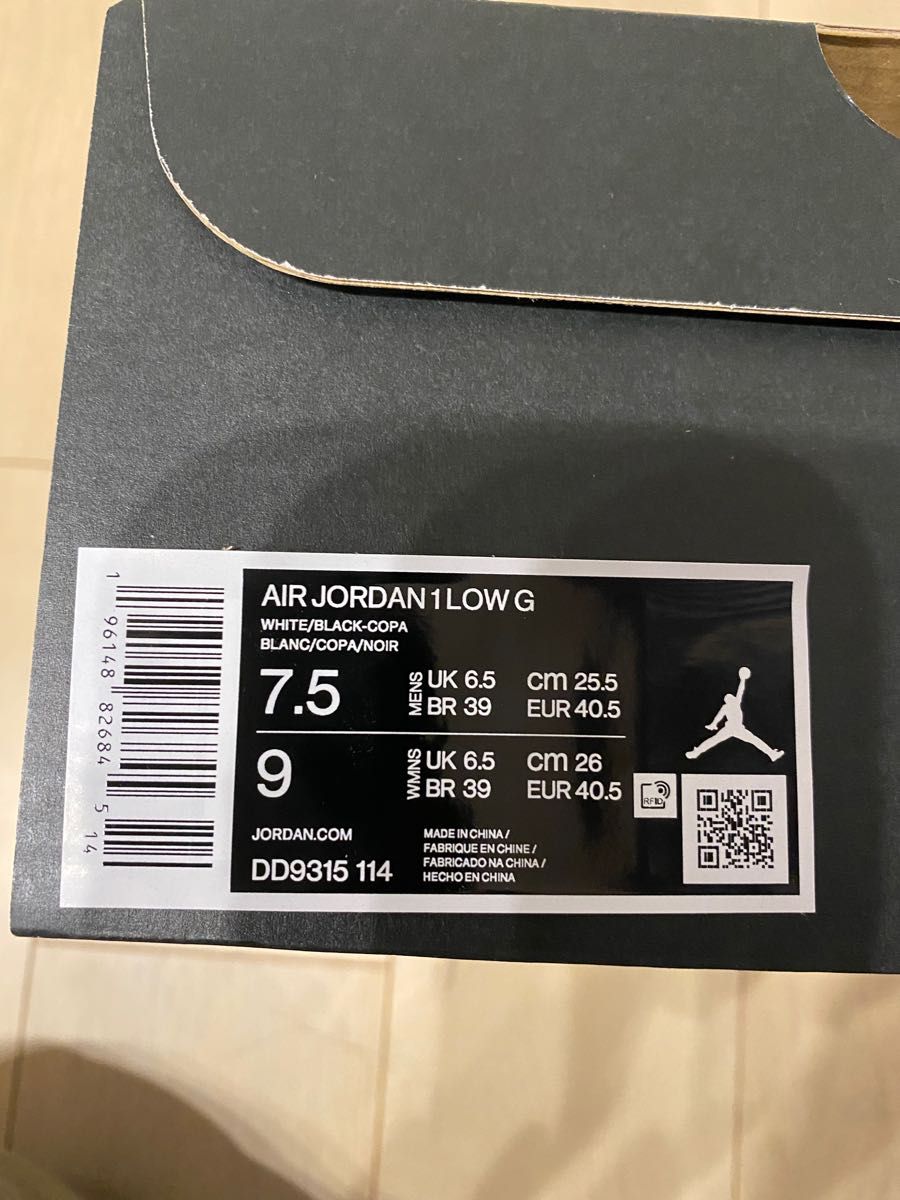 AIR JORDAN 1 LOW G
WHITE/BLACK-COPA
BLANC/COPA/NOIR
7.5
MENS
UK 6.5 cm 25.5
BR 39 EUR 40.5
9
WMNS
UK 6.5 cm 26
BR 39 EUR 40.5
RFID
JORDAN.COM
DD9315 114
MADE IN CHINA /
FABRIQUE EN CHINE /
FABRICADO NA CHINA /
HECHO EN CHINA
1 96148 82684 5 14